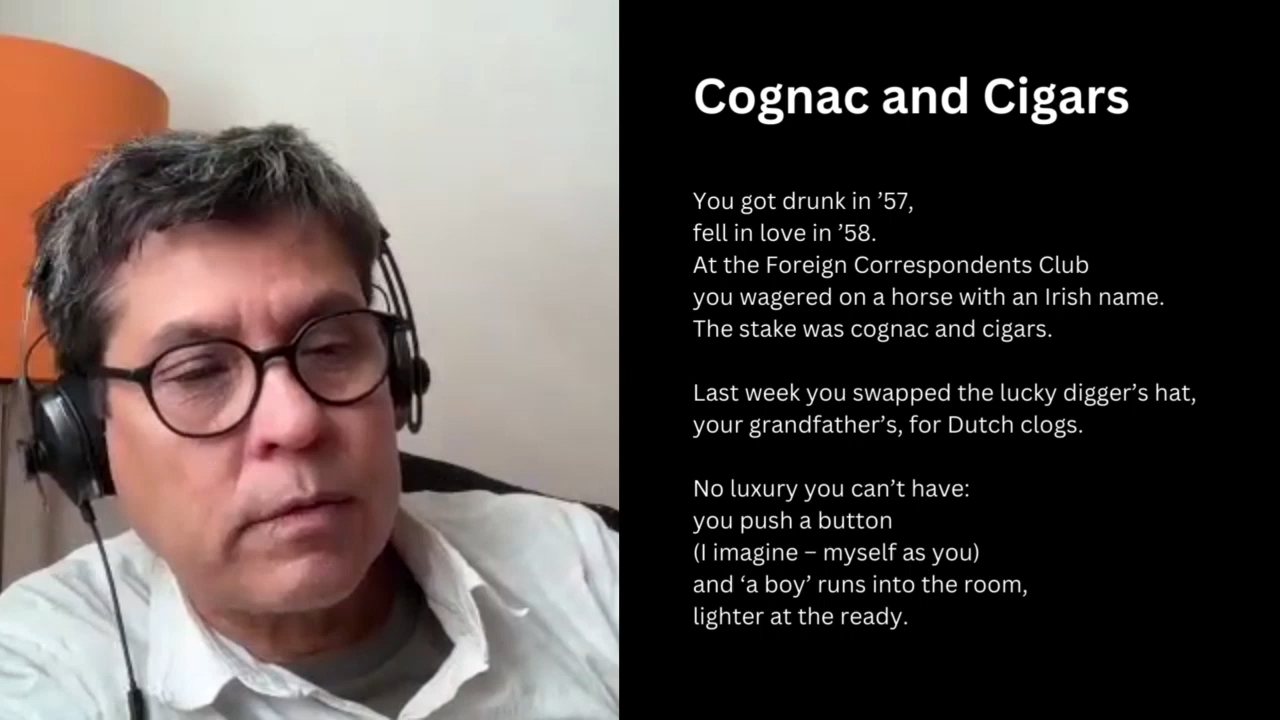 Cognac and Cigars
You got drunk in ’57,
fell in love in ’58.
At the Foreign Correspondents Club
you wagered on a horse with an Irish name.
The stake was cognac and cigars.
Last week you swapped the lucky digger’s hat,
your grandfather’s, for Dutch clogs.
No luxury you can’t have:
you push a button
(I imagine – myself as you)
and ‘a boy’ runs into the room,
lighter at the ready.